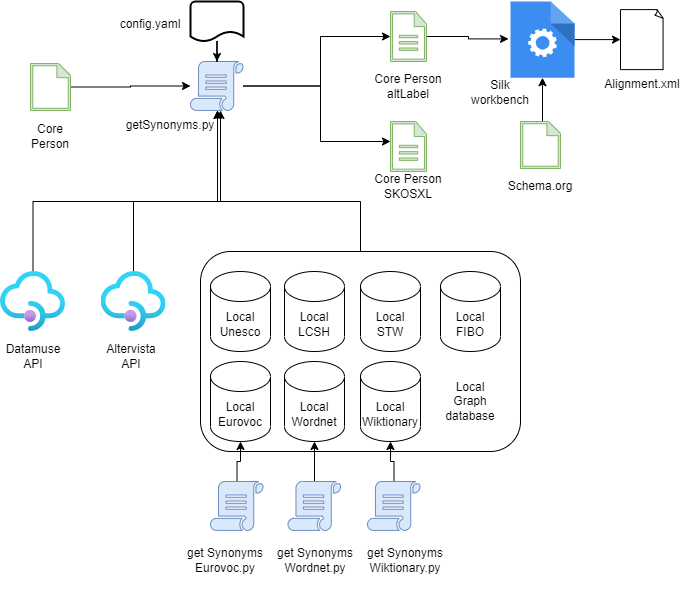 config.yaml
Core
Person
getSynonyms.py
Core Person
altLabel
Silk
workbench
Alignment.xml
Core Person
SKOSXL
Schema.org
Datamuse
API
Altervista
API
Local
Unesco
Local
LCSH
Local
STW
Local
FIBO
Local
Eurovoc
Local
Wordnet
Local
Wiktionary
Local
Graph
database
get Synonyms
Eurovoc.py
get Synonyms
Wordnet.py
get Synonyms
Wiktionary.py